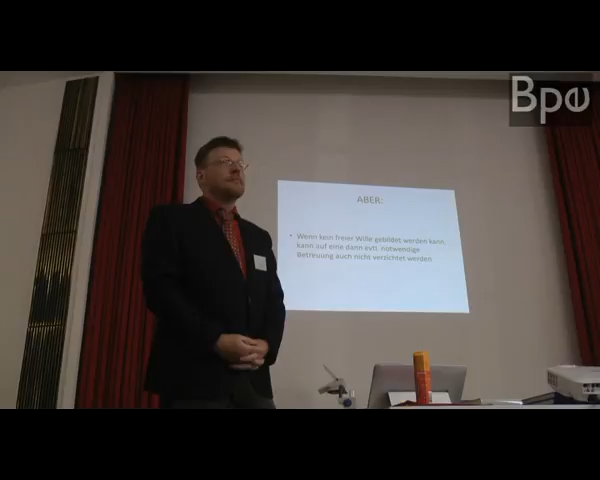 Bpe
ABER:
• Wenn kein freier Wille gebildet werden kann,
kann auf eine dann evtl. notwendige
Betreuung auch nicht verzichtet werden